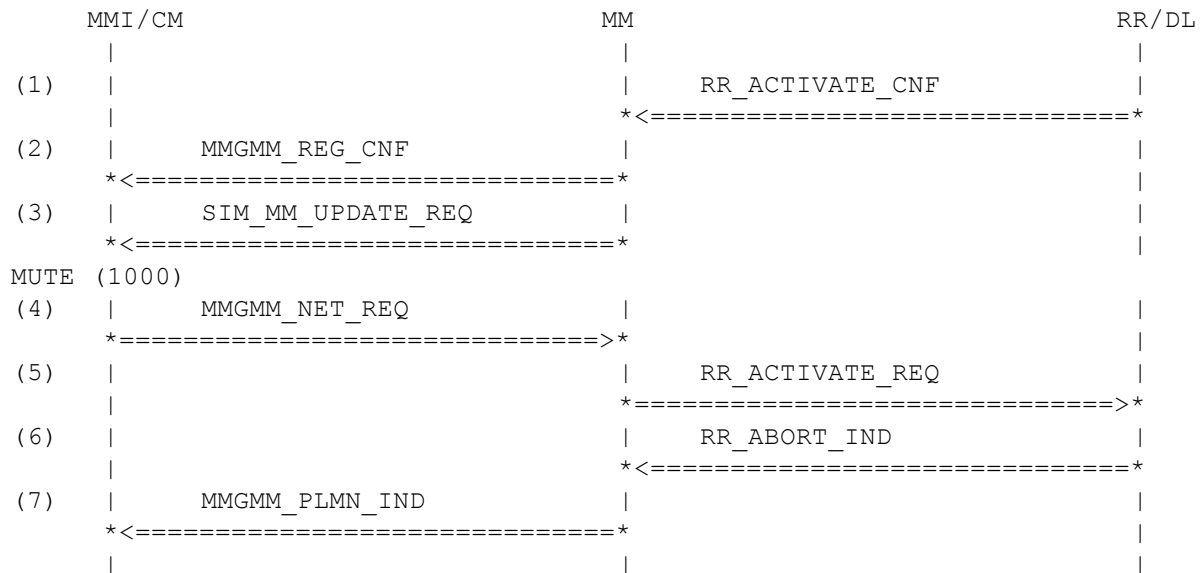 MMI/CM MM RR/DL
| | |
(1) | | RR_ACTIVATE_CNF |
| *<==============================*
(2) | MMGMM_REG_CNF | |
*<==============================* |
(3) | SIM_MM_UPDATE_REQ | |
*<==============================* |
MUTE (1000)
(4) | MMGMM_NET_REQ | |
*==============================>* |
(5) | | RR_ACTIVATE_REQ |
| *==============================>*
(6) | | RR_ABORT_IND |
| *<==============================*
(7) | MMGMM_PLMN_IND | |
*<==============================* |
| | |